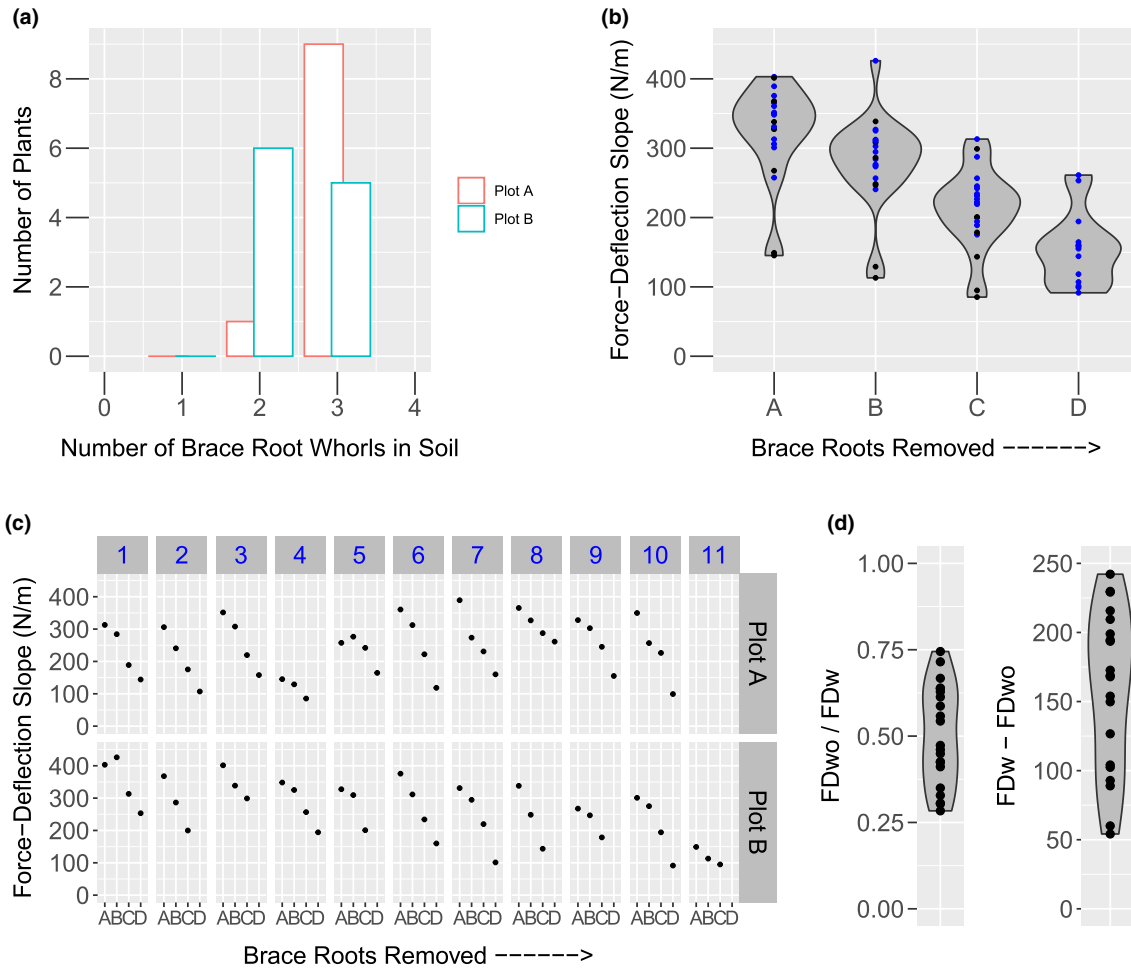 (a)
Number of Plants
8
6
4
2
0
0 1 2 3 4
Number of Brace Root Whorls in Soil
Plot A
Plot B
(b)
Force−Deflection Slope (N/m)
400
300
200
100
0
A B C D
Brace Roots Removed −−−−−−>
(c)
Force−Deflection Slope (N/m)
1 2 3 4 5 6 7 8 9 10 11
400
300
200
100
0
Plot A
400
300
200
100
0
Plot B
ABCD ABCD ABCD ABCD ABCD ABCD ABCD ABCD ABCD ABCD ABCD
Brace Roots Removed −−−−−−>
(d)
FDwo / FDw
1.00
0.75
0.50
0.25
0.00
FDw − FDwo
250
200
150
100
50
0